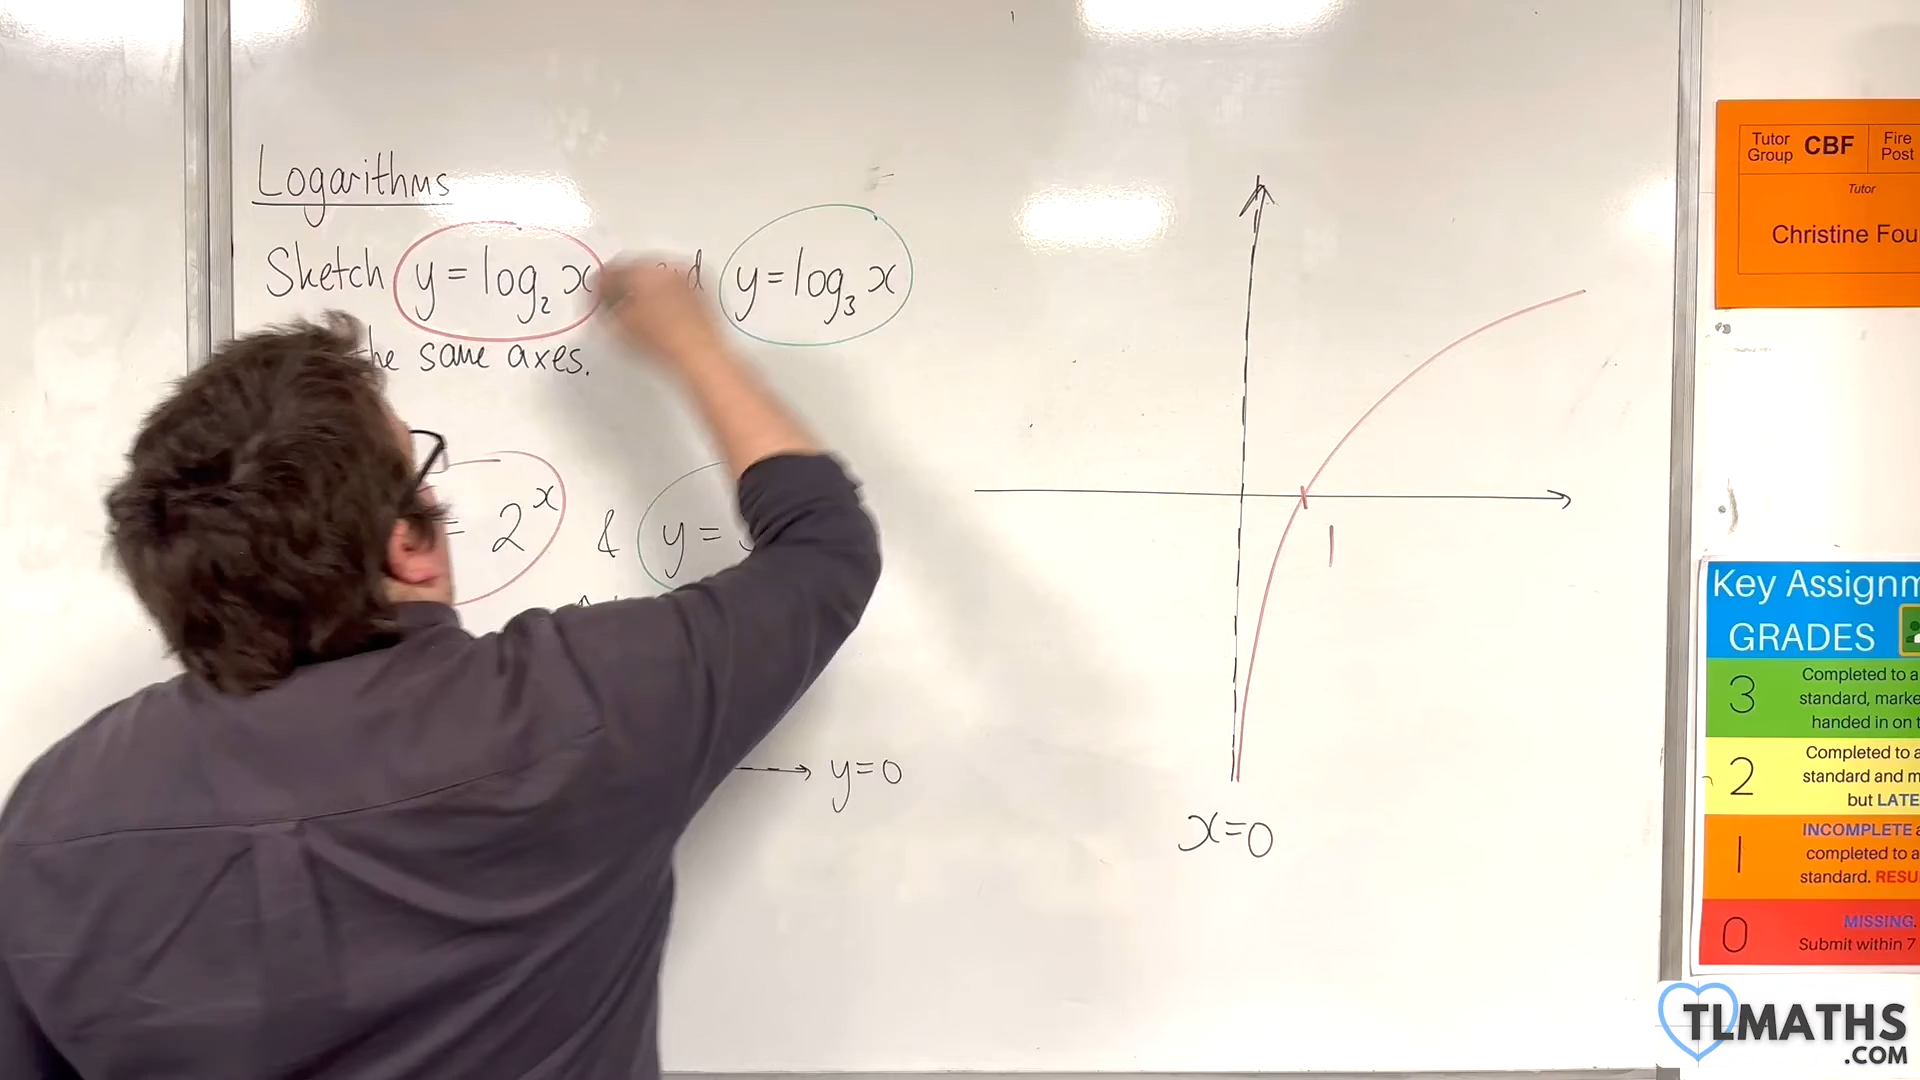 Logarithms
Sketch y = log₂ x and y = log₃ x
the same axes.
= 2ˣ & y =
y=0
1
x=0
Tutor Group CBF Fire Post
Tutor
Christine Fou
Key Assignm
GRADES
3 Completed to a
standard, marke
handed in on t
2 Completed to a
standard and m
but LATE
1 INCOMPLETE a
completed to a
standard. RESU
0 MISSING.
Submit within 7
TLMATHS
.COM